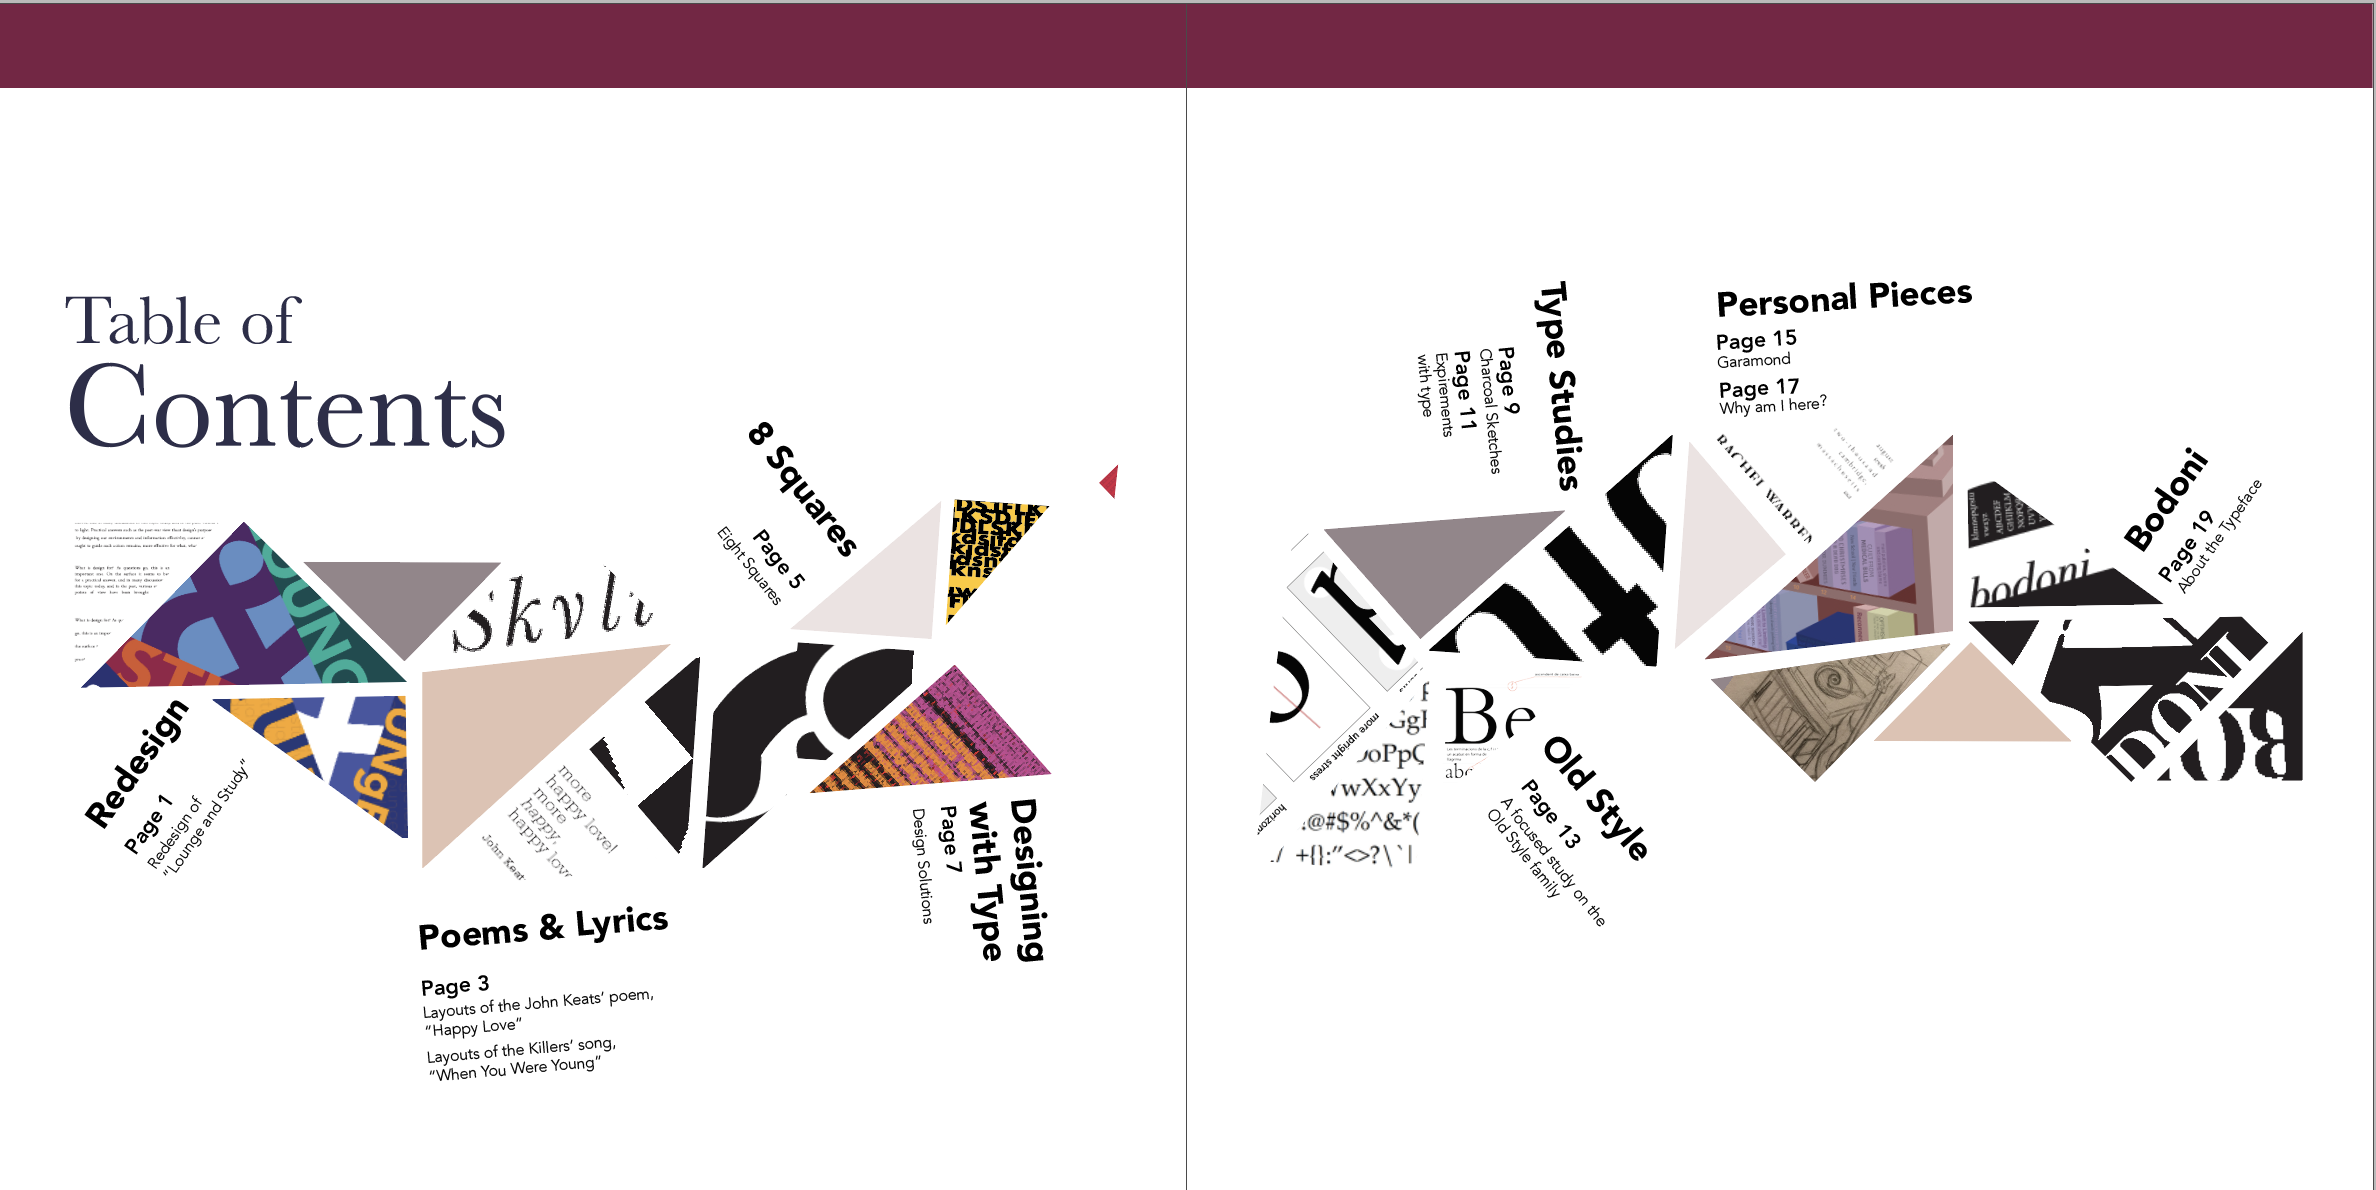 Table of
Contents
Redesign
Page 1
Redesign of
“Lounge and Study”
Skyli
more
happy love!
more
happy,
happy love
John Keat
Poems & Lyrics
Page 3
Layouts of the John Keats’ poem,
“Happy Love”
Layouts of the Killers’ song,
“When You Were Young”
8 Squares
Page 5
Eight Squares
Designing
with Type
Page 7
Design Solutions
Type Studies
Page 9
Charcoal Sketches
Page 11
Expirements
with type
more upright stress
wXxYy
.@#$%^&*(
./ +{}:”<>?\`|
Be
abc
Old Style
Page 13
A focused study on the
Old Style family
Personal Pieces
Page 15
Garamond
Page 17
Why am I here?
RACHEL WARREN
bodoni
Bodoni
Page 19
About the Typeface
DONI
BO